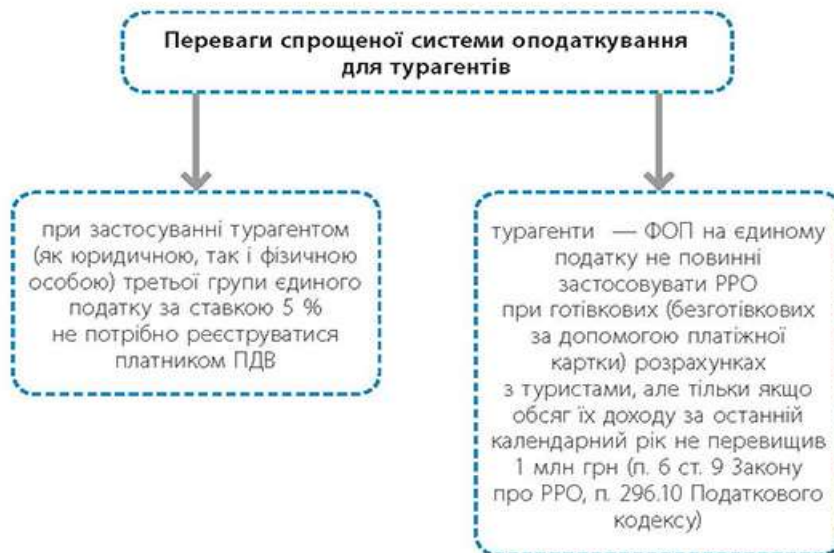 Переваги спрощеної системи оподаткування
для турагентів
при застосуванні турагентом
(як юридичною, так і фізичною
особою) третьої групи єдиного
податку за ставкою 5 %
не потрібно реєструватися
платником ПДВ
турагенти — ФОП на єдиному
податку не повинні
застосовувати РРО
при готівкових (безготівкових
за допомогою платіжної
картки) розрахунках
з туристами, але тільки якщо
обсяг їх доходу за останній
календарний рік не перевищив
1 млн грн (п. 6 ст. 9 Закону
про РРО, п. 296.10 Податкового
кодексу)